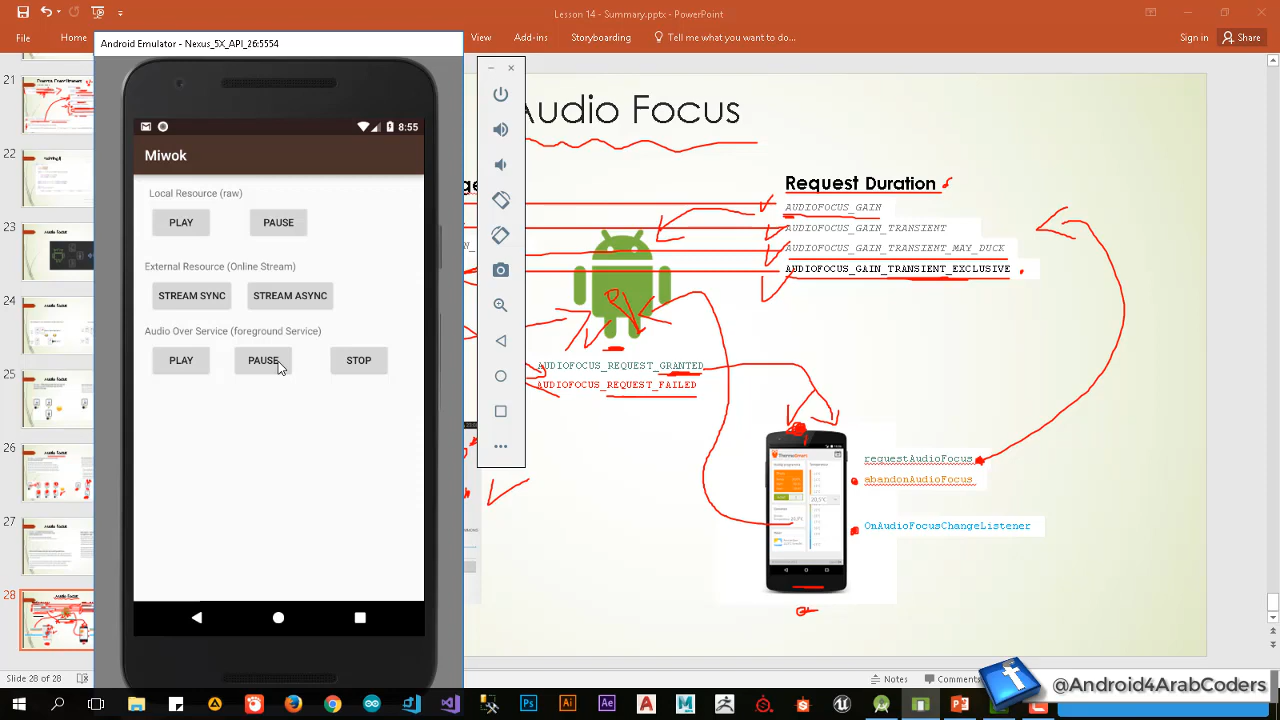 Lesson 14 - PowerPoint
File
Home
View
Add-ins
Storyboarding
Tell me what you want to do...
Sign in
Share
Android Emulator - Nexus_5X_API_26:5554
8:55
Miwok
Local Resource (raw)
PLAY
PAUSE
External Resource (Online Stream)
STREAM SYNC
STREAM ASYNC
Audio Over Service (foreground Service)
PLAY
PAUSE
STOP
Audio Focus
Request Duration
AUDIOFOCUS_GAIN
AUDIOFOCUS_GAIN_TRANSIENT
AUDIOFOCUS_GAIN_TRANSIENT_MAY_DUCK
AUDIOFOCUS_GAIN_TRANSIENT_EXCLUSIVE
AUDIOFOCUS_REQUEST_GRANTED
AUDIOFOCUS_REQUEST_FAILED
requestAudioFocus
abandonAudioFocus
OnAudioFocusChangeListener
Slide 28 of 28
Notes
Comments
@Android4ArabCoders